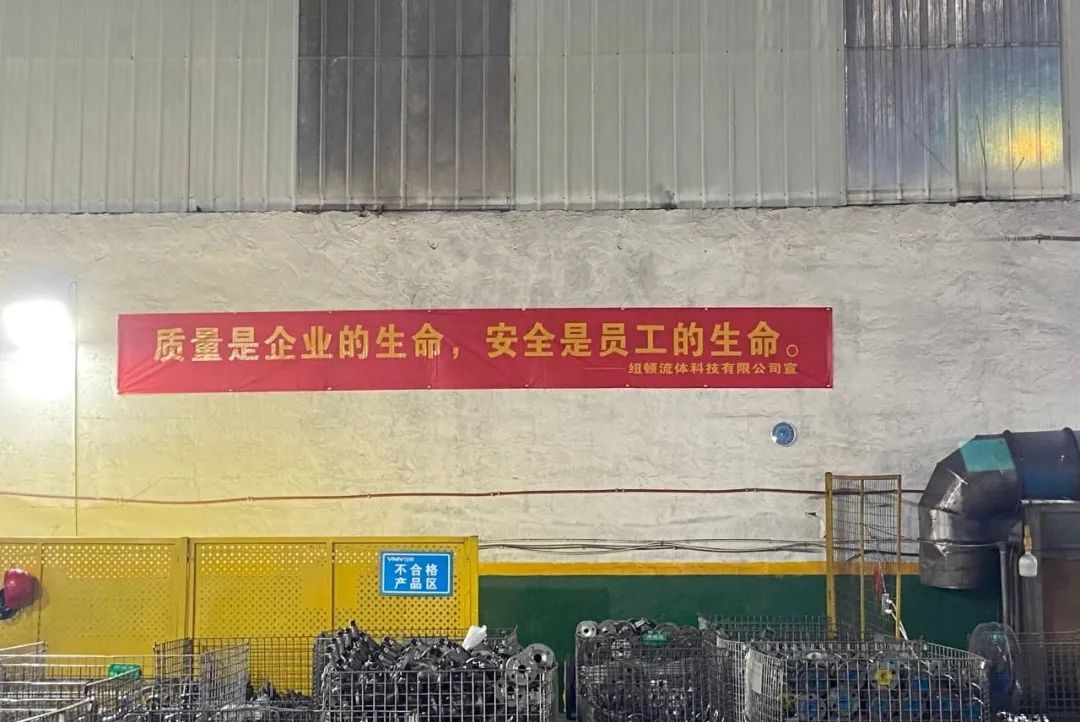 质量是企业的生命，安全是员工的生命。
——纽顿流体科技有限公司宣
VMV
不合格
产品区